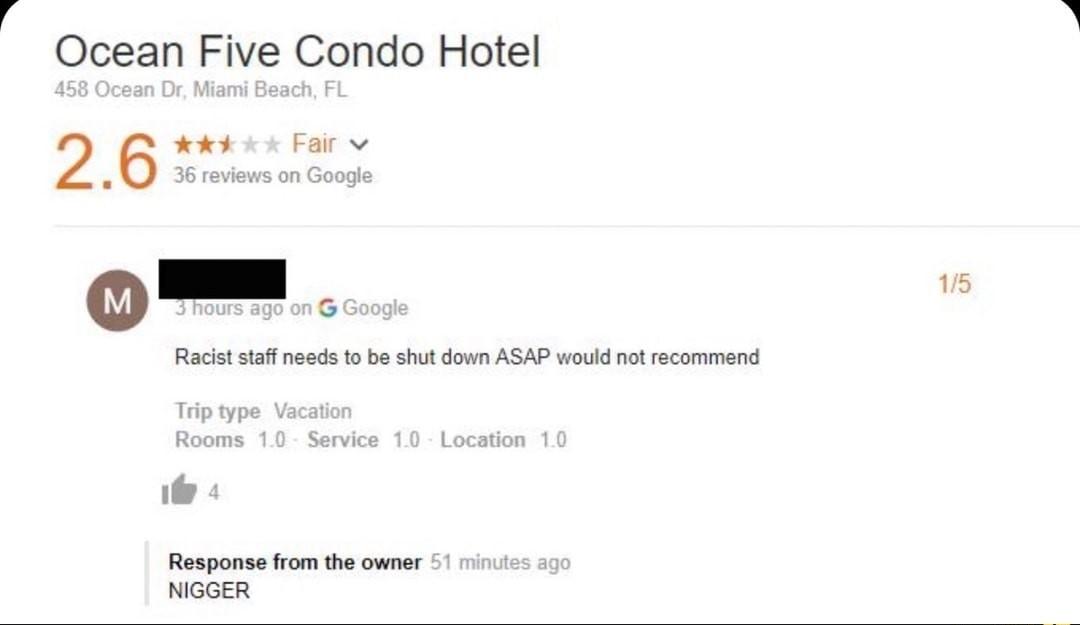 Ocean Five Condo Hotel
458 Ocean Dr, Miami Beach, FL
2.6 Fair
36 reviews on Google
M
1/5
3 hours ago on G Google
Racist staff needs to be shut down ASAP would not recommend
Trip type Vacation
Rooms 1.0 · Service 1.0 · Location 1.0
4
Response from the owner 51 minutes ago
NIGGER